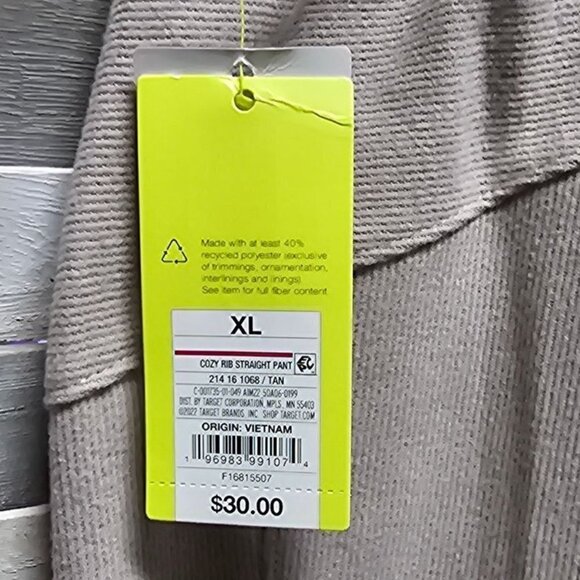 Made with at least 40%
recycled polyester (exclusive
of trimmings, ornamentation,
interlinings and linings)
See item for full fiber content
XL
COZY RIB STRAIGHT PANT
214 16 1068 / TAN
C-001735-01-049 AIM22 SQA06-0199
DIST. BY TARGET CORPORATION, MPLS, MN 55403
©2022 TARGET BRANDS, INC. SHOP TARGET.COM
ORIGIN: VIETNAM
1 96983 99107 4
F16815507
$30.00